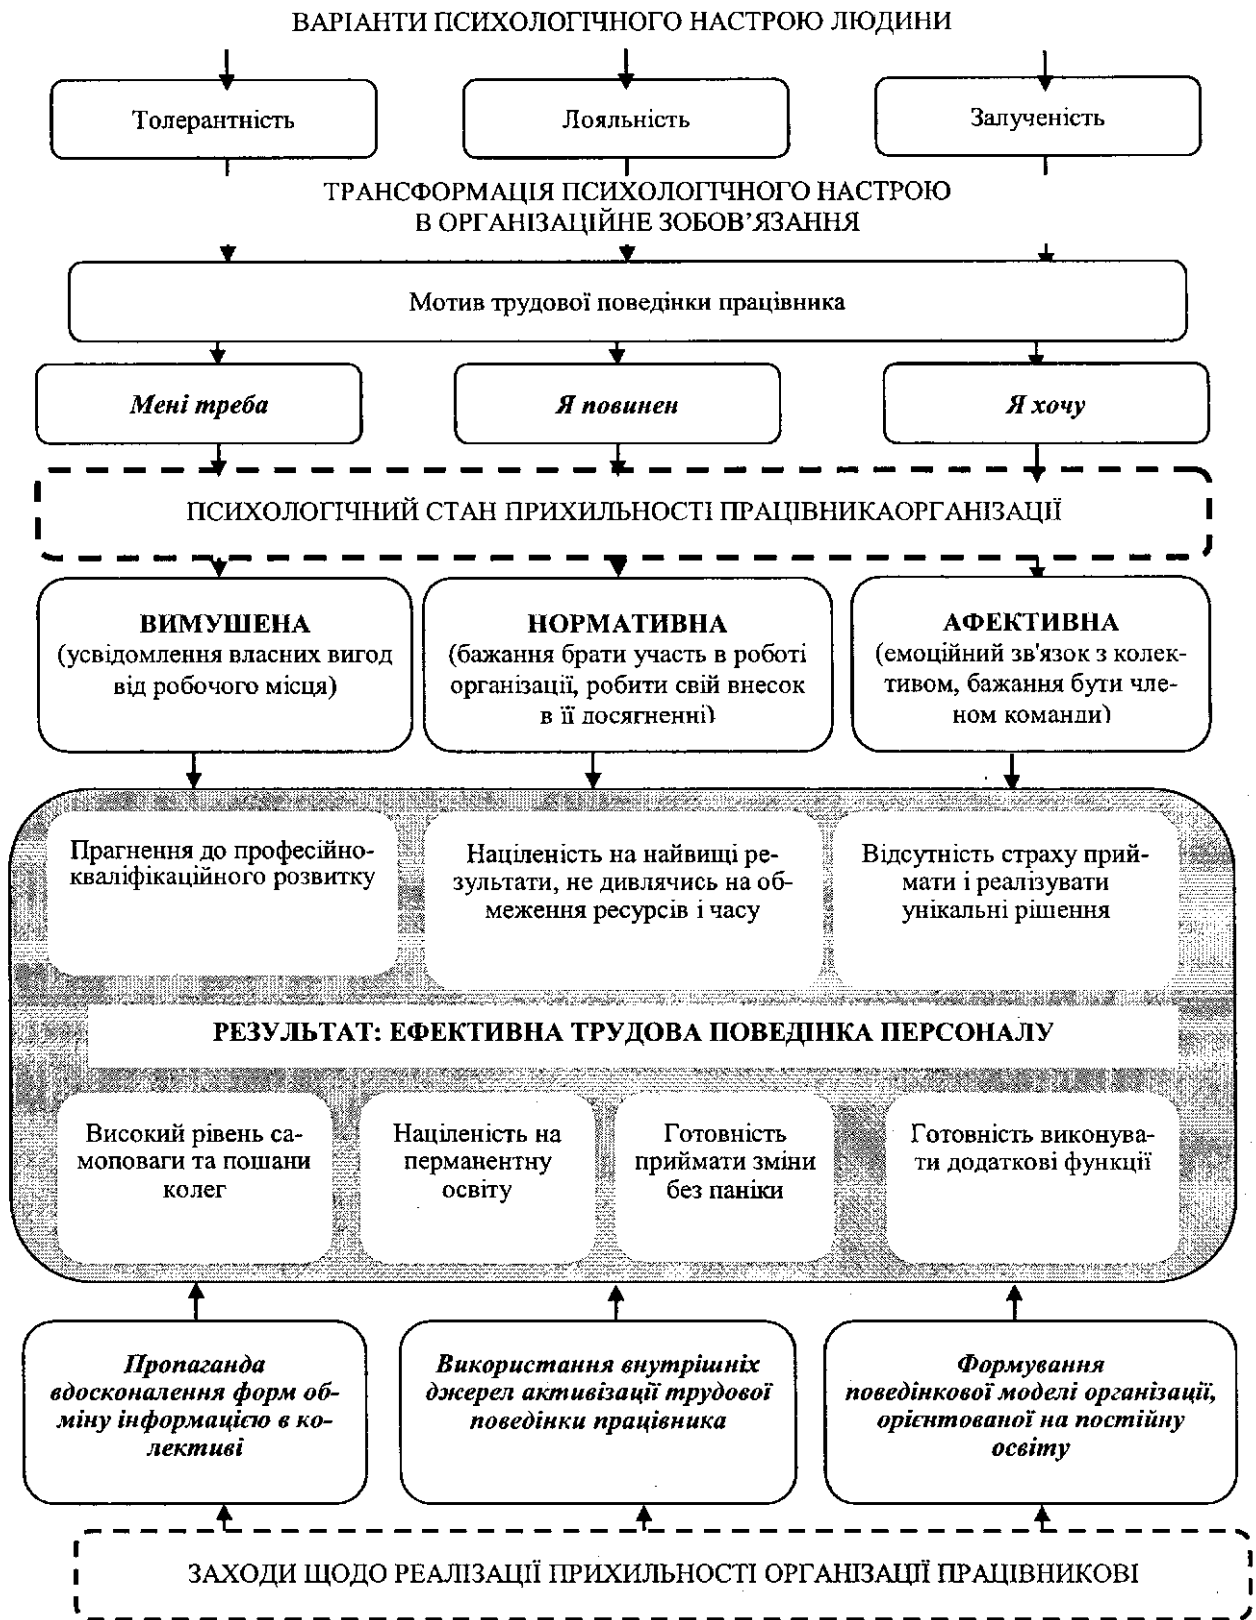 ВАРІАНТИ ПСИХОЛОГІЧНОГО НАСТРОЮ ЛЮДИНИ
Толерантність
Лояльність
Залученість
ТРАНСФОРМАЦІЯ ПСИХОЛОГІЧНОГО НАСТРОЮ
В ОРГАНІЗАЦІЙНЕ ЗОБОВ’ЯЗАННЯ
Мотив трудової поведінки працівника
Мені треба
Я повинен
Я хочу
ПСИХОЛОГІЧНИЙ СТАН ПРИХИЛЬНОСТІ ПРАЦІВНИКАОРГАНІЗАЦІЇ
ВИМУШЕНА
(усвідомлення власних вигод
від робочого місця)
НОРМАТИВНА
(бажання брати участь в роботі
організації, робити свій внесок
в її досягненні)
АФЕКТИВНА
(емоційний зв'язок з колек-
тивом, бажання бути чле-
ном команди)
Прагнення до професійно-
кваліфікаційного розвитку
Націленість на найвищі ре-
зультати, не дивлячись на об-
меження ресурсів і часу
Відсутність страху прий-
мати і реалізувати
унікальні рішення
РЕЗУЛЬТАТ: ЕФЕКТИВНА ТРУДОВА ПОВЕДІНКА ПЕРСОНАЛУ
Високий рівень са-
моповаги та пошани
колег
Націленість на
перманентну
освіту
Готовність
приймати зміни
без паніки
Готовність виконува-
ти додаткові функції
Пропаганда
вдосконалення форм об-
міну інформацією в ко-
лективі
Використання внутрішніх
джерел активізації трудової
поведінки працівника
Формування
поведінкової моделі організації,
орієнтованої на постійну
освіту
ЗАХОДИ ЩОДО РЕАЛІЗАЦІЇ ПРИХИЛЬНОСТІ ОРГАНІЗАЦІЇ ПРАЦІВНИКОВІ